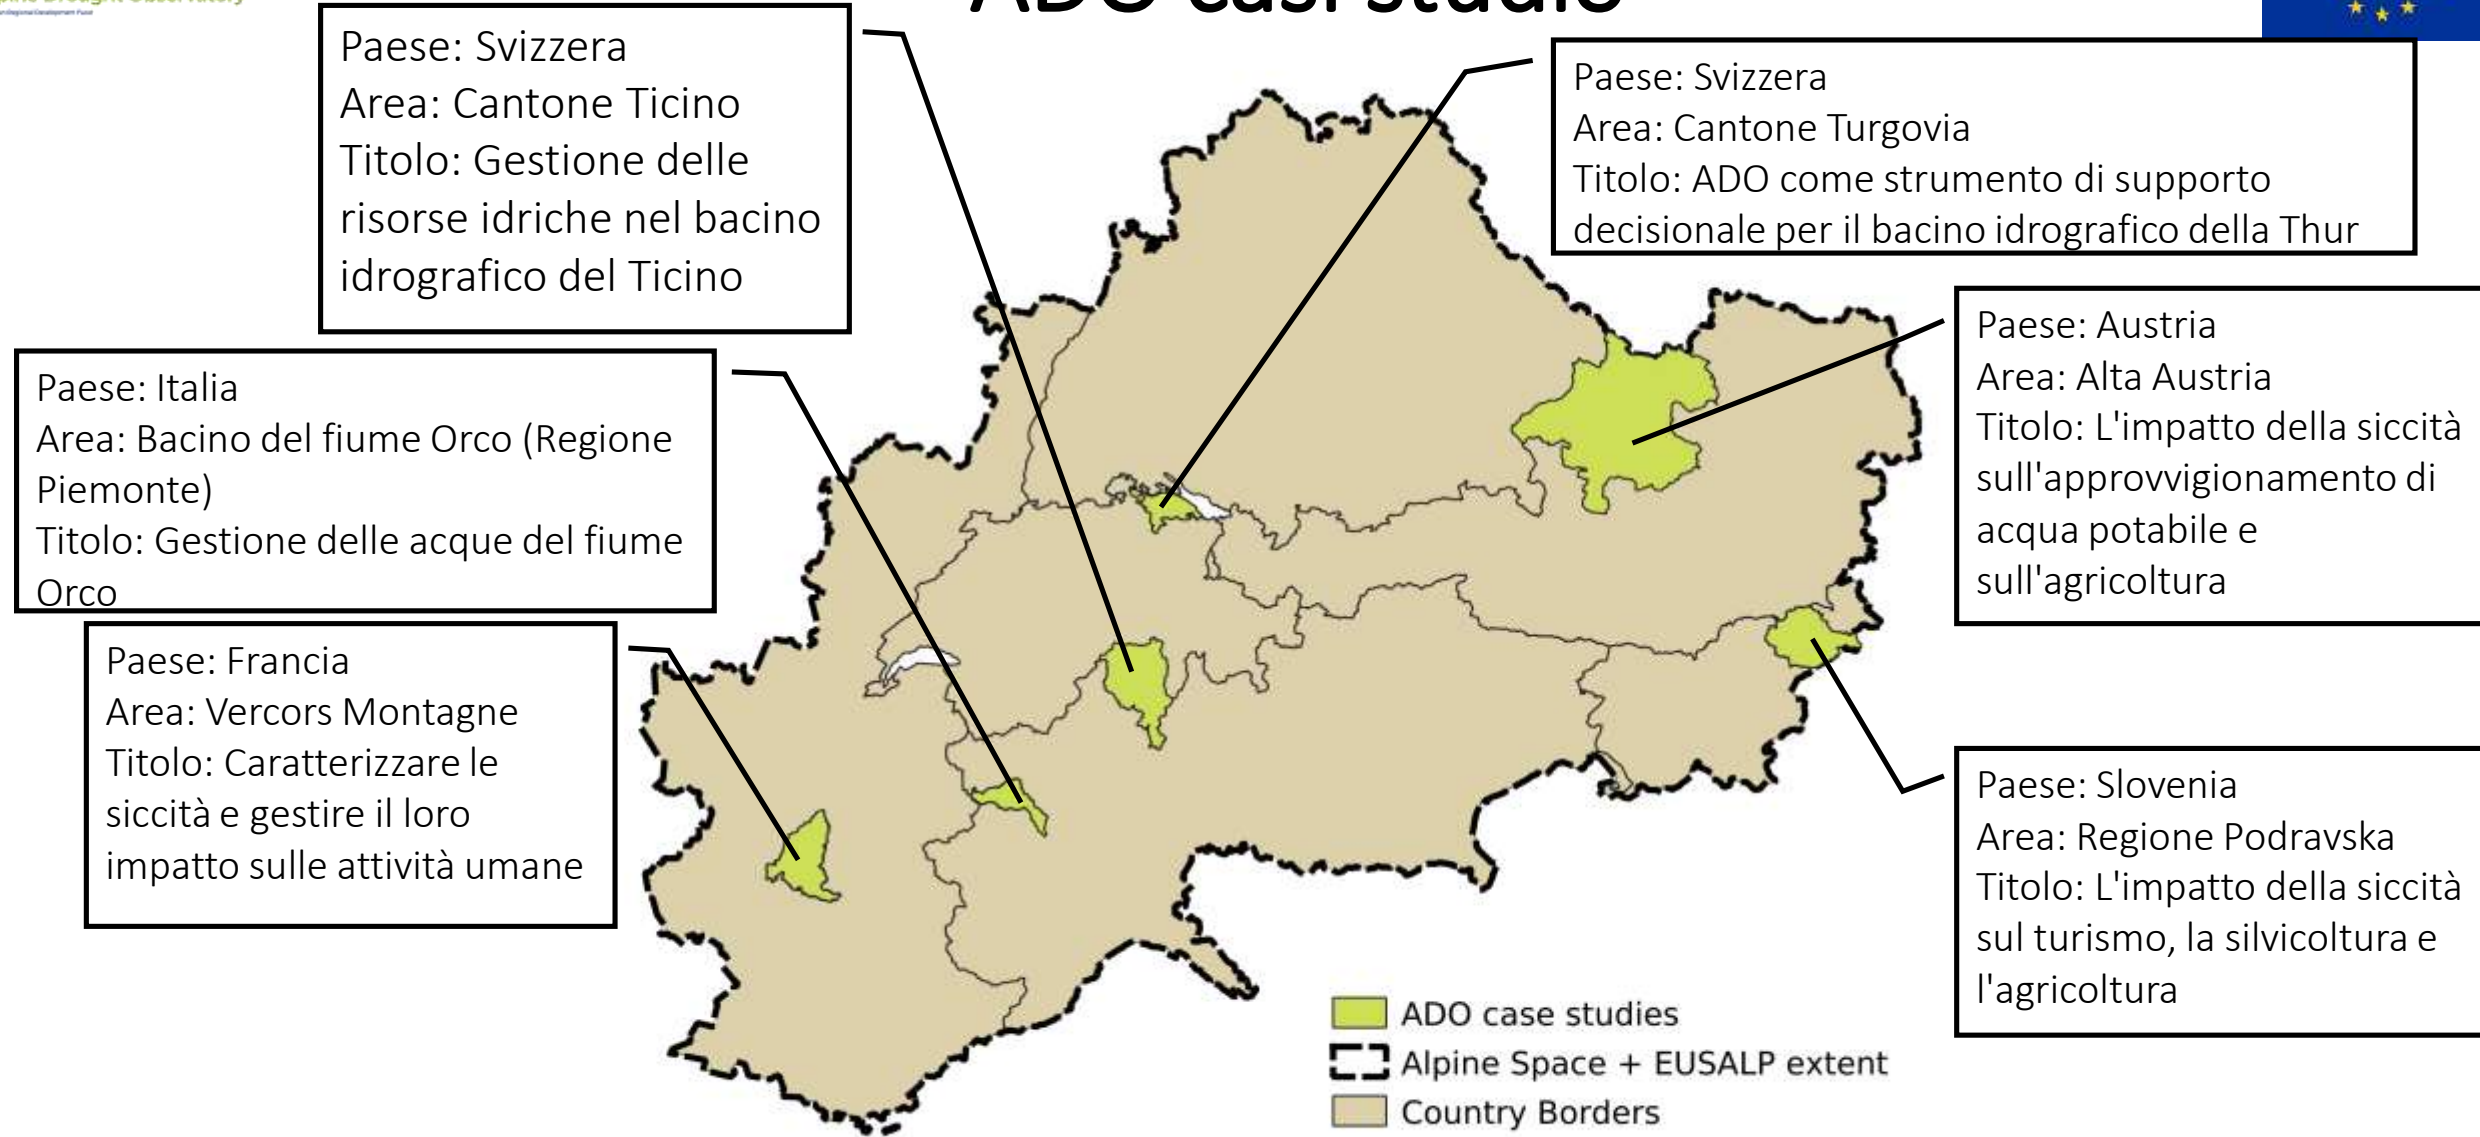 ADO casi studio
Paese: Svizzera
Area: Cantone Ticino
Titolo: Gestione delle
risorse idriche nel bacino
idrografico del Ticino
Paese: Svizzera
Area: Cantone Turgovia
Titolo: ADO come strumento di supporto
decisionale per il bacino idrografico della Thur
Paese: Italia
Area: Bacino del fiume Orco (Regione
Piemonte)
Titolo: Gestione delle acque del fiume
Orco
Paese: Austria
Area: Alta Austria
Titolo: L'impatto della siccità
sull'approvvigionamento di
acqua potabile e
sull'agricoltura
Paese: Francia
Area: Vercors Montagne
Titolo: Caratterizzare le
siccità e gestire il loro
impatto sulle attività umane
Paese: Slovenia
Area: Regione Podravska
Titolo: L'impatto della siccità
sul turismo, la silvicoltura e
l'agricoltura
ADO case studies
Alpine Space + EUSALP extent
Country Borders